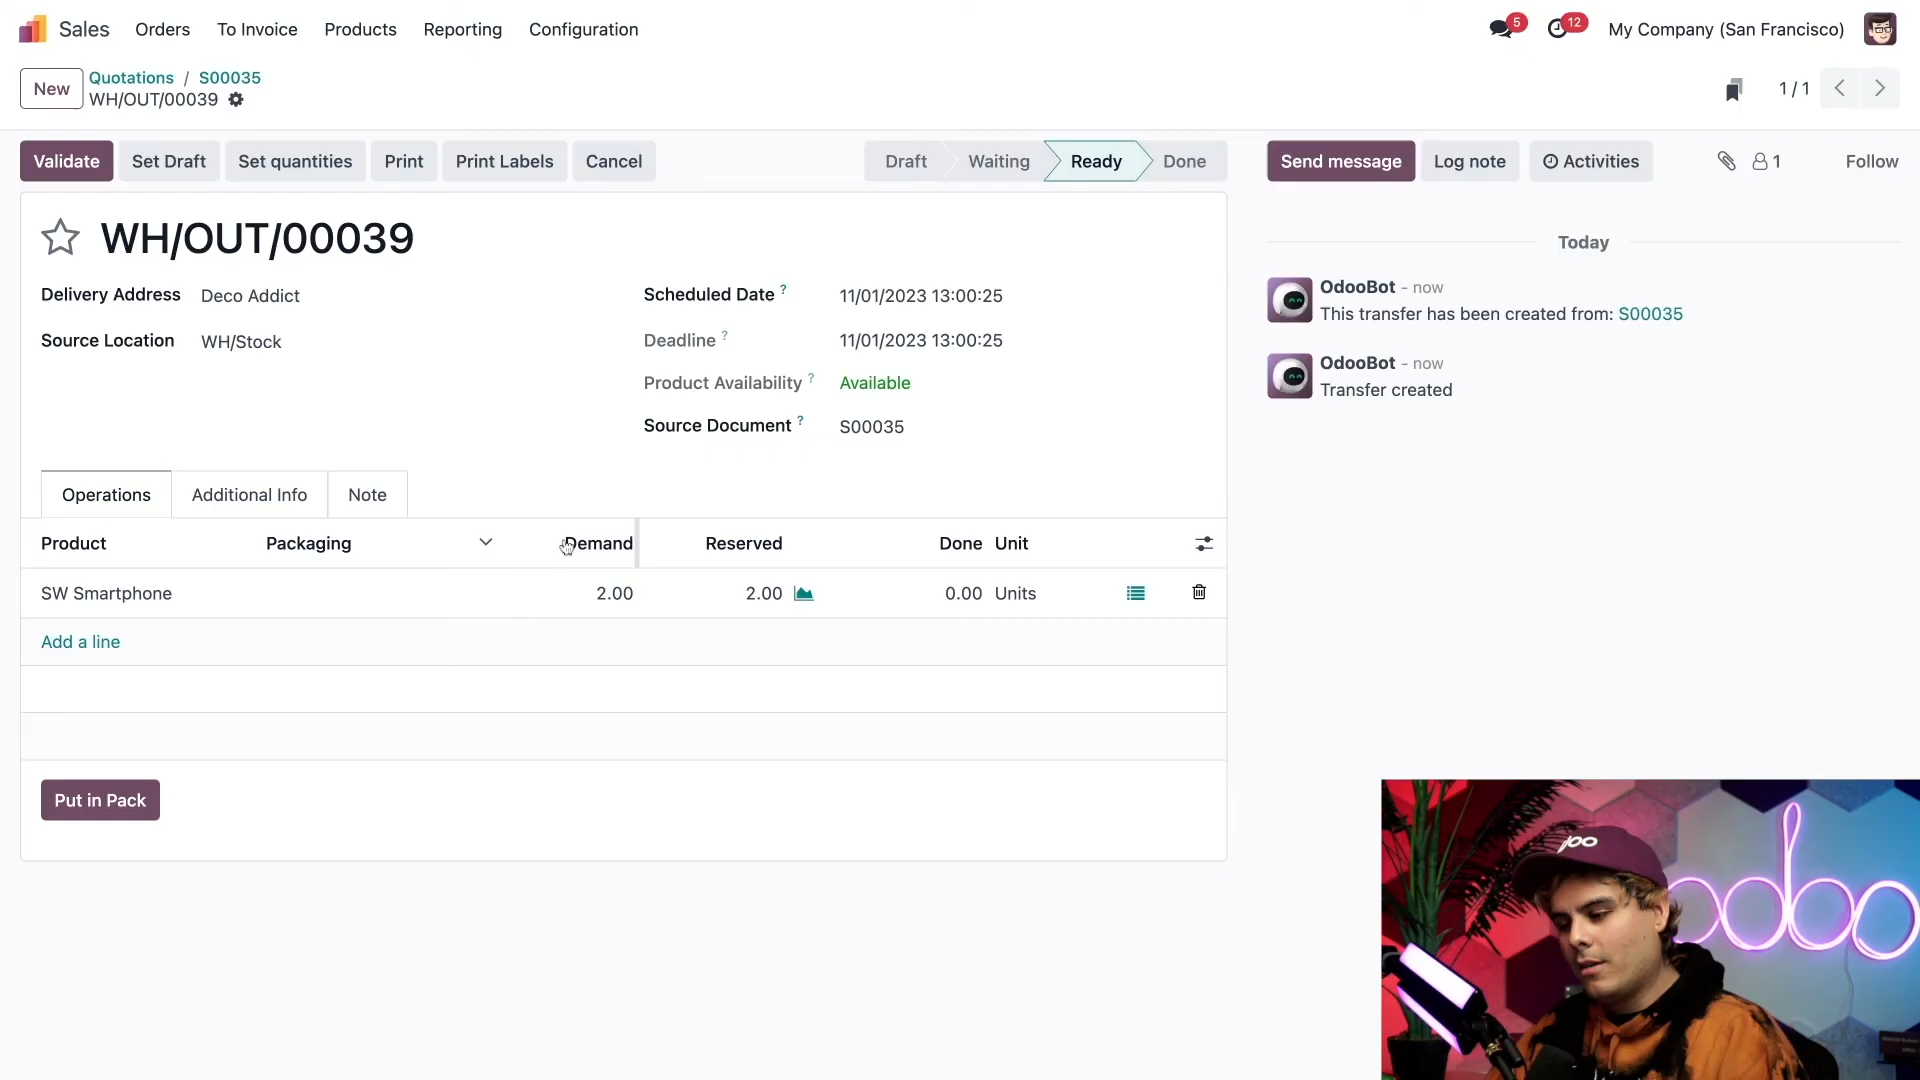 Sales Orders To Invoice Products Reporting Configuration 5 12 My Company (San Francisco)
New Quotations / S00035 1 / 1
WH/OUT/00039
Validate Set Draft Set quantities Print Print Labels Cancel Draft Waiting Ready Done Send message Log note Activities 1 Follow
WH/OUT/00039
Today
Delivery Address Deco Addict Scheduled Date ? 11/01/2023 13:00:25
OdooBot - now
This transfer has been created from: S00035
Source Location WH/Stock Deadline ? 11/01/2023 13:00:25
OdooBot - now
Transfer created
Product Availability ? Available
Source Document ? S00035
Operations Additional Info Note
Product Packaging Demand Reserved Done Unit
SW Smartphone 2.00 2.00 0.00 Units
Add a line
Put in Pack